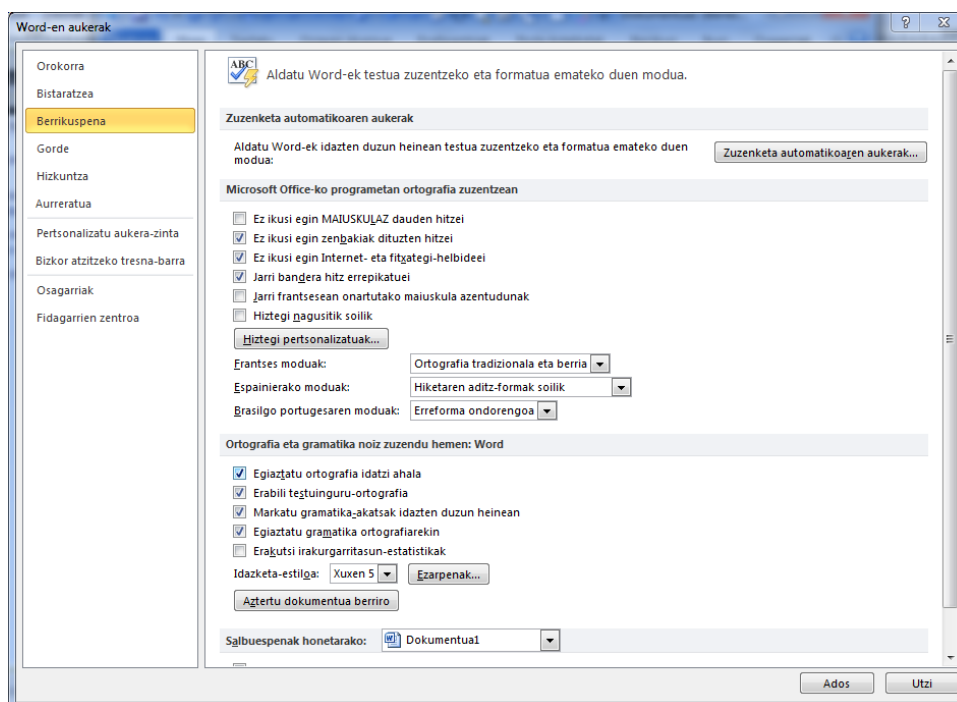 Word-en aukerak
Orokorra
Bistaratzea
Berrikuspena
Gorde
Hizkuntza
Aurreratua
Pertsonalizatu aukera-zinta
Bizkor atzitzeko tresna-barra
Osagarriak
Fidagarrien zentroa
ABC
Aldatu Word-ek testua zuzentzeko eta formatua emateko duen modua.
Zuzenketa automatikoaren aukerak
Aldatu Word-ek idazten duzun heinean testua zuzentzeko eta formatua emateko duen
modua:
Zuzenketa automatikoaren aukerak...
Microsoft Office-ko programetan ortografia zuzentzean
Ez ikusi egin MAIUSKULAZ dauden hitzei
Ez ikusi egin zenbakiak dituzten hitzei
Ez ikusi egin Internet- eta fitxategi-helbideei
Jarri bandera hitz errepikatuei
Jarri frantsesean onartutako maiuskula azentudunak
Hiztegi nagusitik soilik
Hiztegi pertsonalizatuak...
Frantses moduak: Ortografia tradizionala eta berria
Espainierako moduak: Hiketaren aditz-formak soilik
Brasilgo portugesaren moduak: Erreforma ondorengoa
Ortografia eta gramatika noiz zuzendu hemen: Word
Egiaztatu ortografia idatzi ahala
Erabili testuinguru-ortografia
Markatu gramatika-akatsak idazten duzun heinean
Egiaztatu gramatika ortografiarekin
Erakutsi irakurgarritasun-estatistikak
Idazketa-estiloa: Xuxen 5 Ezarpenak...
Aztertu dokumentua berriro
Salbuespenak honetarako: Dokumentua1
Ados Utzi